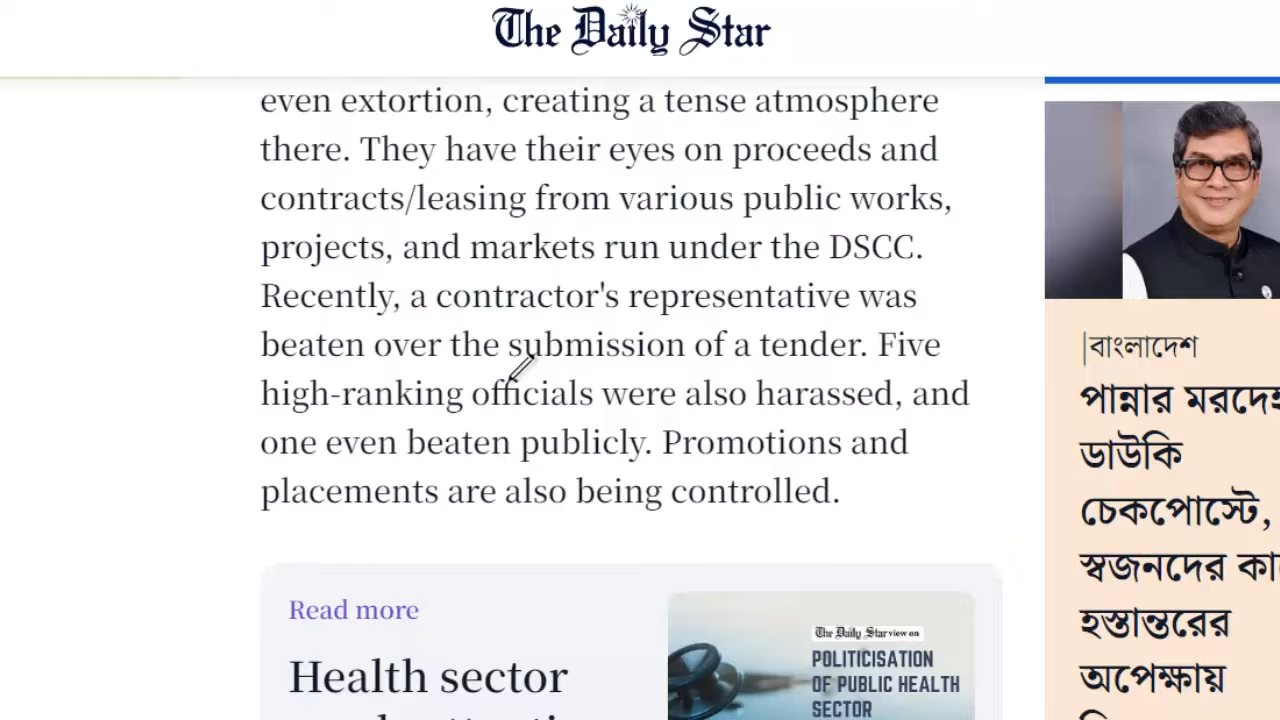 The Daily Star
even extortion, creating a tense atmosphere
there. They have their eyes on proceeds and
contracts/leasing from various public works,
projects, and markets run under the DSCC.
Recently, a contractor's representative was
beaten over the submission of a tender. Five
high-ranking officials were also harassed, and
one even beaten publicly. Promotions and
placements are also being controlled.
Read more
Health sector
The Daily Star view on
POLITICISATION
OF PUBLIC HEALTH
SECTOR
|বাংলাদেশ
পান্নার
ডাউকি
চেকপোস্টে,
স্বজনদের
হস্তান্তরের
অপেক্ষায়